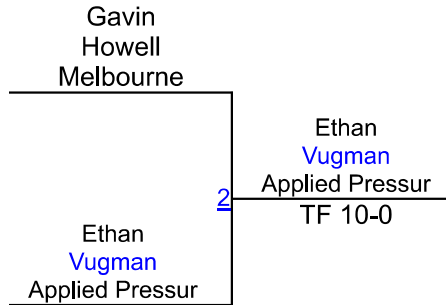 Gavin
Howell
Melbourne
Ethan
Vugman
Applied Pressur
2
TF 10-0
Ethan
Vugman
Applied Pressur